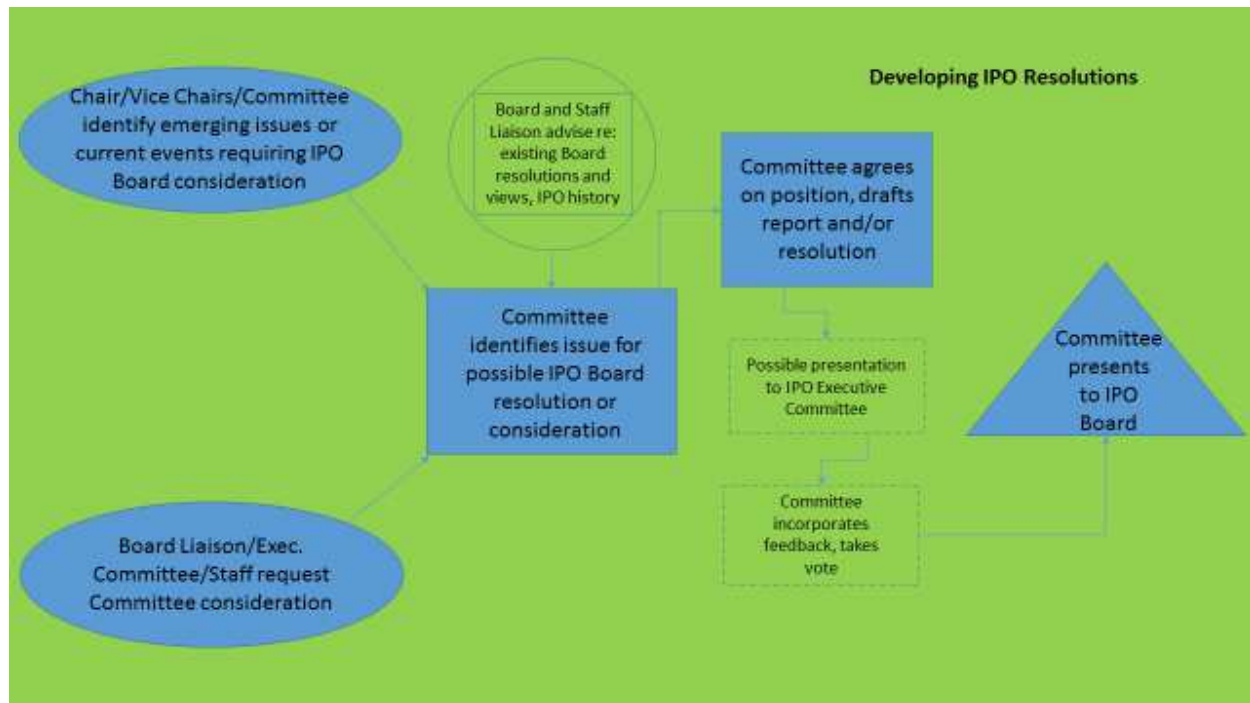 Developing IPO Resolutions
Chair/Vice Chairs/Committee
identify emerging issues or
current events requiring IPO
Board consideration
Board and Staff
Liaison advise re:
existing Board
resolutions and
views, IPO history
Committee agrees
on position, drafts
report and/or
resolution
Committee
identifies issue for
possible IPO Board
resolution or
consideration
Possible presentation
to IPO Executive
Committee
Committee
presents
to IPO
Board
Board Liaison/Exec.
Committee/Staff request
Committee consideration
Committee
incorporates
feedback, takes
vote